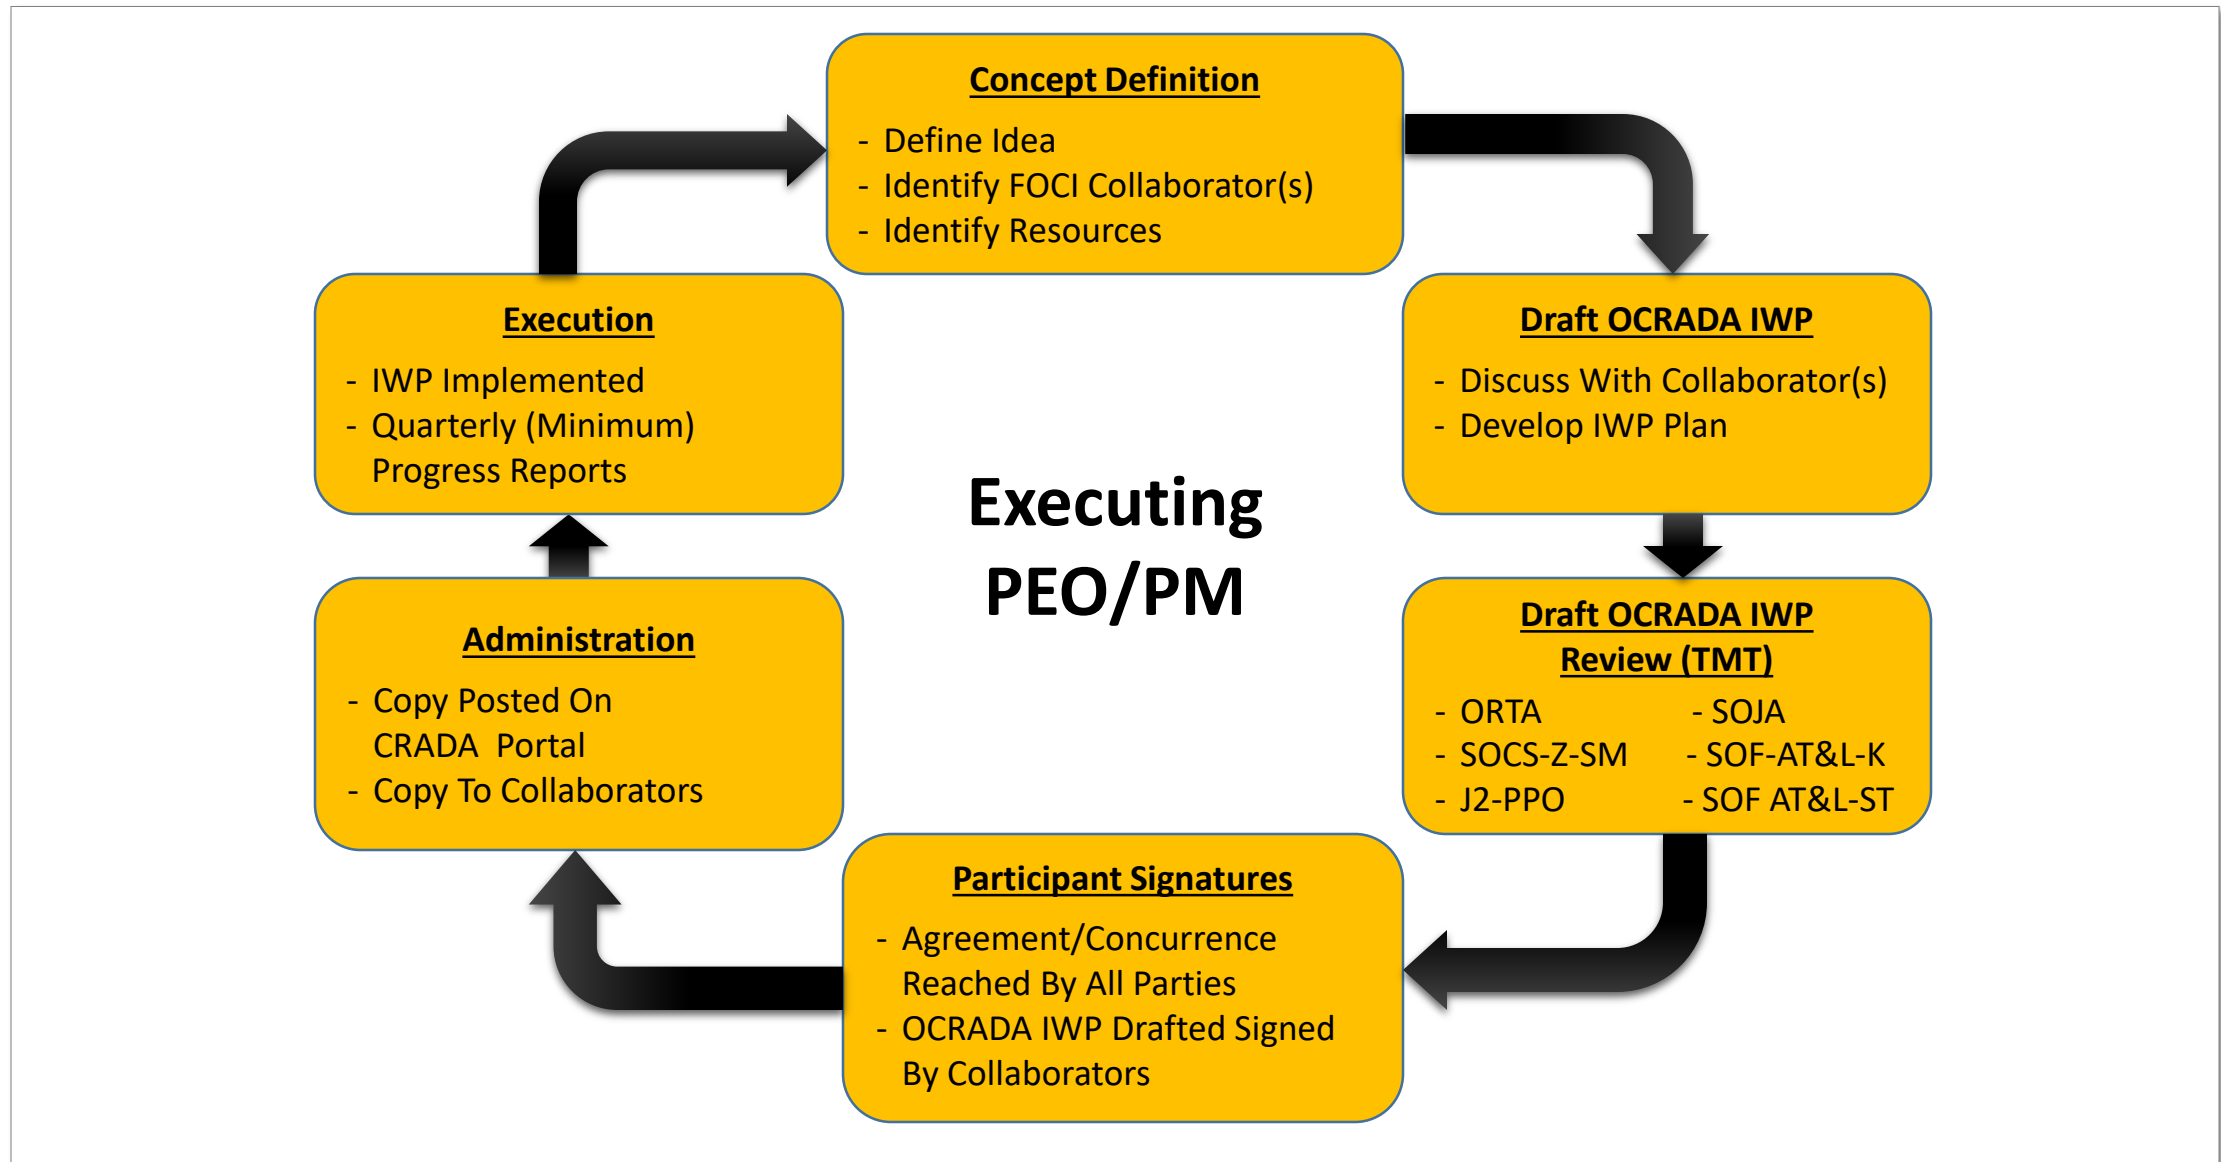 Concept Definition
- Define Idea
- Identify FOCI Collaborator(s)
- Identify Resources
Draft OCRADA IWP
- Discuss With Collaborator(s)
- Develop IWP Plan
Draft OCRADA IWP
Review (TMT)
- ORTA - SOJA
- SOCS-Z-SM - SOF-AT&L-K
- J2-PPO - SOF AT&L-ST
Participant Signatures
- Agreement/Concurrence
Reached By All Parties
- OCRADA IWP Drafted Signed
By Collaborators
Administration
- Copy Posted On
CRADA Portal
- Copy To Collaborators
Execution
- IWP Implemented
- Quarterly (Minimum)
Progress Reports
Executing
PEO/PM